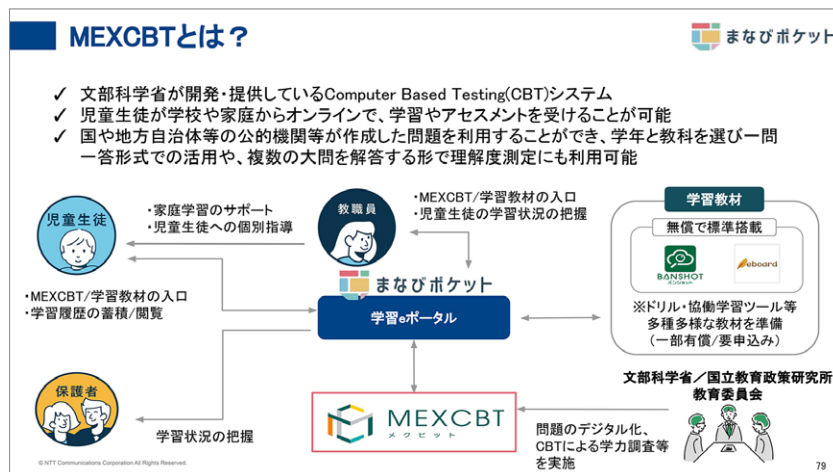 MEXCBTとは？
まなびポケット
✓ 文部科学省が開発・提供しているComputer Based Testing(CBT)システム
✓ 児童生徒が学校や家庭からオンラインで、学習やアセスメントを受けることが可能
✓ 国や地方自治体等の公的機関等が作成した問題を利用することができ、学年と教科を選び一問
一答形式での活用や、複数の大問を解答する形で理解度測定にも利用可能
児童生徒
・家庭学習のサポート
・児童生徒への個別指導
教職員
・MEXCBT/学習教材の入口
・児童生徒の学習状況の把握
学習教材
無償で標準搭載
BANSHOT
バンショット
eboard
※ドリル・協働学習ツール等
多種多様な教材を準備
（一部有償/要申込み）
・MEXCBT/学習教材の入口
・学習履歴の蓄積/閲覧
まなびポケット
学習eポータル
保護者
学習状況の把握
MEXCBT
メクビット
問題のデジタル化、
CBTによる学力調査等
を実施
文部科学省／国立教育政策研究所
教育委員会
© NTT Communications Corporation All Rights Reserved.
79